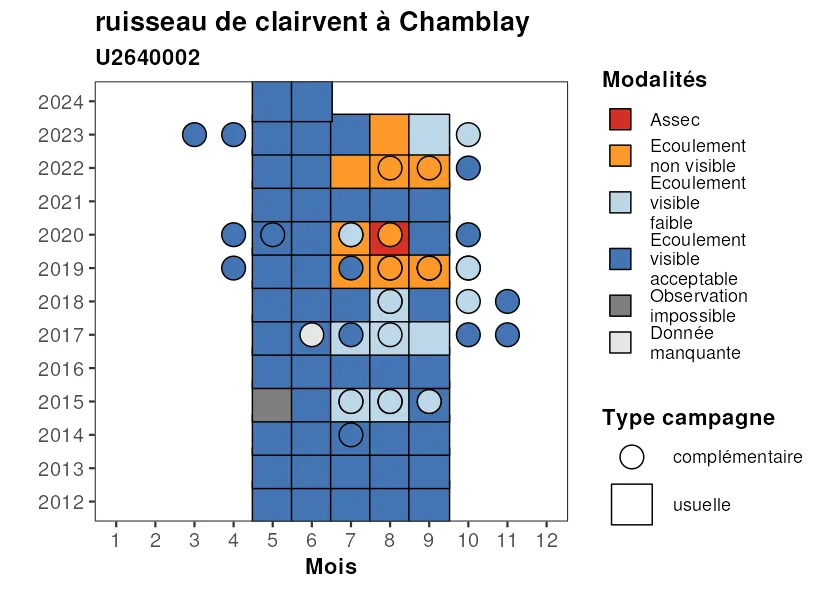 ruisseau de clairvent à Chamblay
U2640002
2024
2023
2022
2021
2020
2019
2018
2017
2016
2015
2014
2013
2012
1 2 3 4 5 6 7 8 9 10 11 12
Mois
Modalités
Assec
Ecoulement
non visible
Ecoulement
visible
faible
Ecoulement
visible
acceptable
Observation
impossible
Donnée
manquante
Type campagne
complémentaire
usuelle